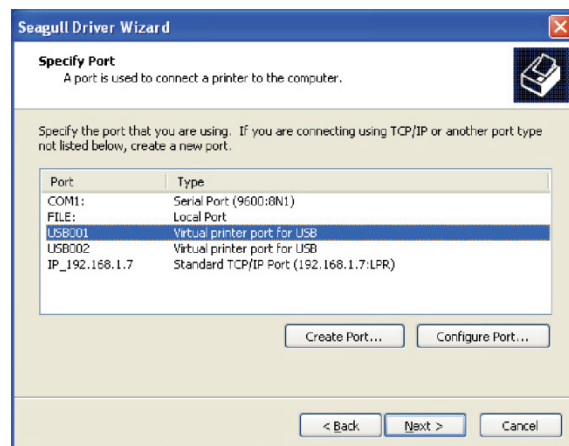 Seagull Driver Wizard
Specify Port
A port is used to connect a printer to the computer.
Specify the port that you are using. If you are connecting using TCP/IP or another port type
not listed below, create a new port.
Port Type
COM1: Serial Port (9600:8N1)
FILE: Local Port
USB001 Virtual printer port for USB
USB002 Virtual printer port for USB
IP_192.168.1.7 Standard TCP/IP Port (192.168.1.7:LPR)
Create Port... Configure Port...
< Back Next > Cancel